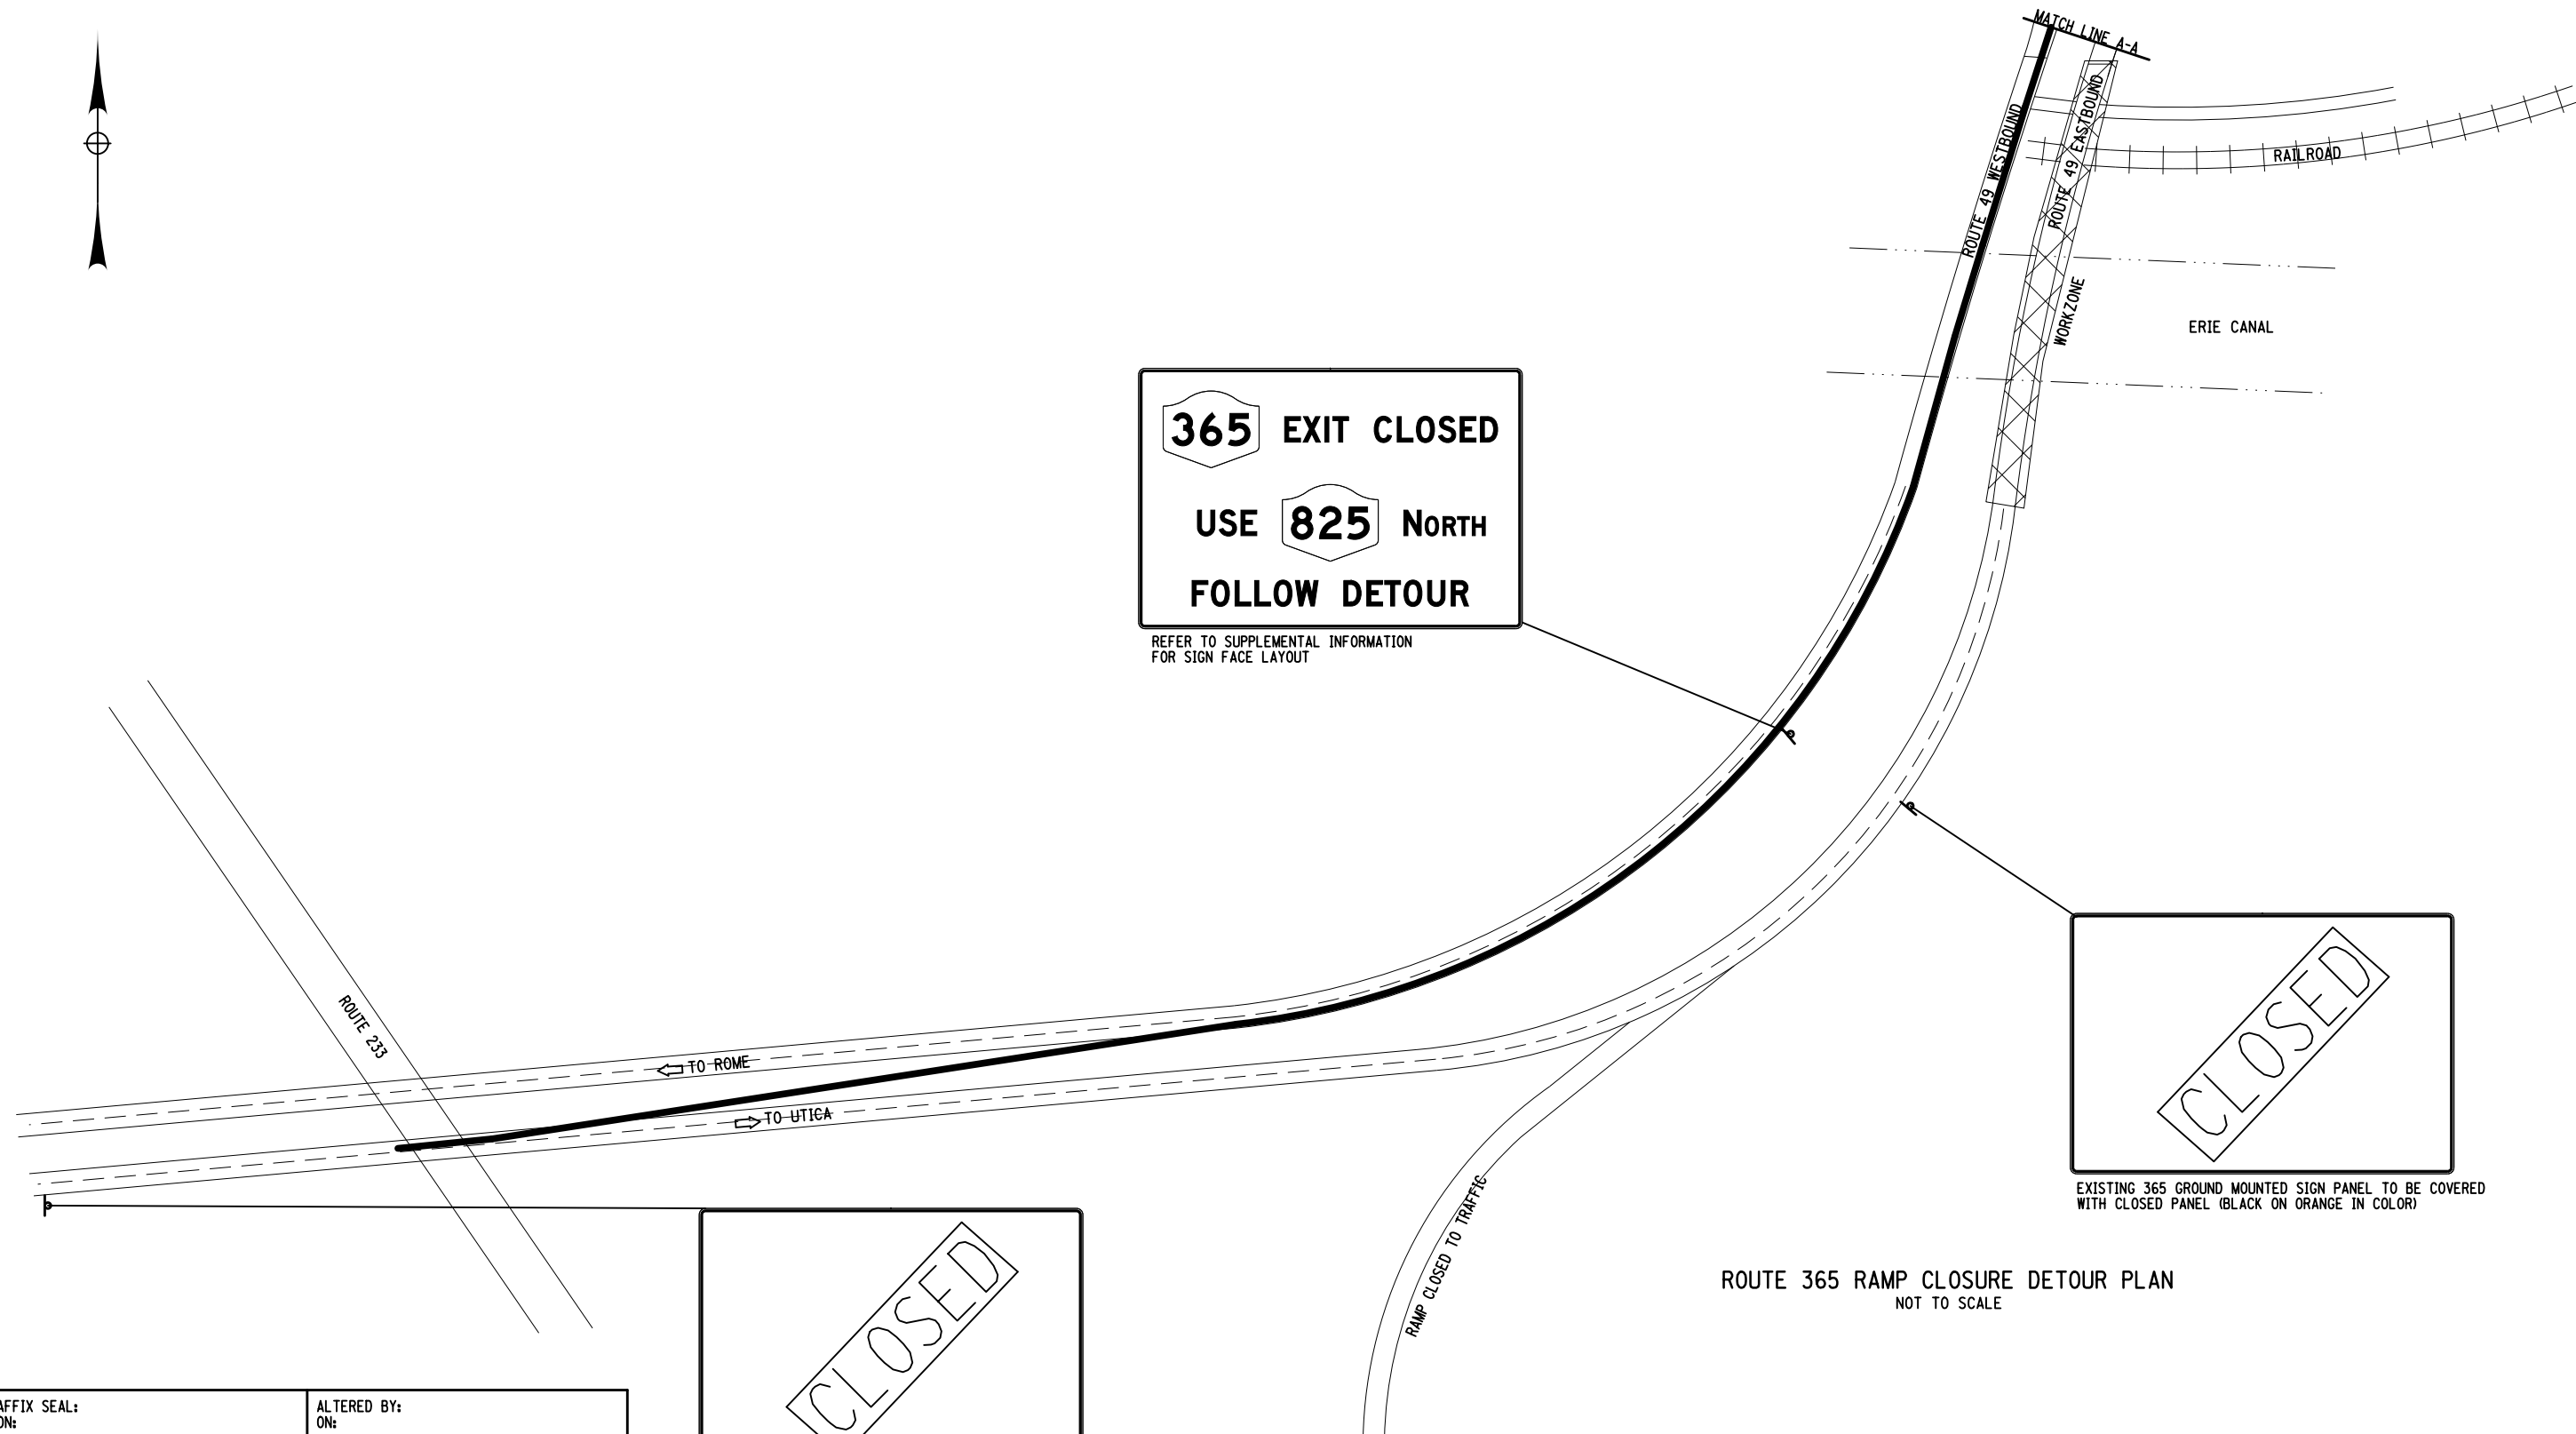 MATCH LINE A-A
ROUTE 49 WESTBOUND
ROUTE 49 EASTBOUND
RAILROAD
WORKZONE
ERIE CANAL
365 EXIT CLOSED
USE 825 NORTH
FOLLOW DETOUR
REFER TO SUPPLEMENTAL INFORMATION
FOR SIGN FACE LAYOUT
ROUTE 233
TO ROME
TO UTICA
CLOSED
EXISTING 365 GROUND MOUNTED SIGN PANEL TO BE COVERED
WITH CLOSED PANEL (BLACK ON ORANGE IN COLOR)
RAMP CLOSED TO TRAFFIC
CLOSED
ROUTE 365 RAMP CLOSURE DETOUR PLAN
NOT TO SCALE
AFFIX SEAL:
ON:
ALTERED BY:
ON: